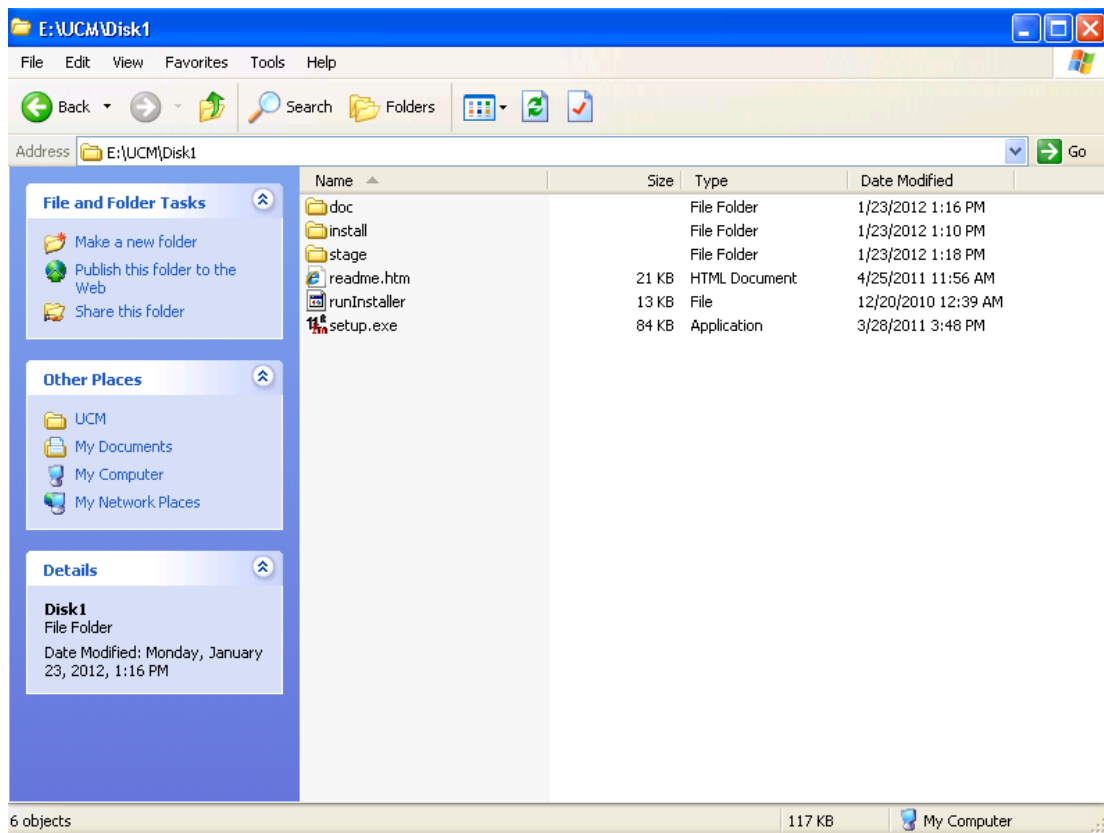 E:\UCM\Disk1
File Edit View Favorites Tools Help
Back Search Folders
Address E:\UCM\Disk1 Go
File and Folder Tasks
Make a new folder
Publish this folder to the
Web
Share this folder
Other Places
UCM
My Documents
My Computer
My Network Places
Details
Disk1
File Folder
Date Modified: Monday, January
23, 2012, 1:16 PM
Name Size Type Date Modified
doc File Folder 1/23/2012 1:16 PM
install File Folder 1/23/2012 1:10 PM
stage File Folder 1/23/2012 1:18 PM
readme.htm 21 KB HTML Document 4/25/2011 11:56 AM
runInstaller 13 KB File 12/20/2010 12:39 AM
setup.exe 84 KB Application 3/28/2011 3:48 PM
6 objects 117 KB My Computer